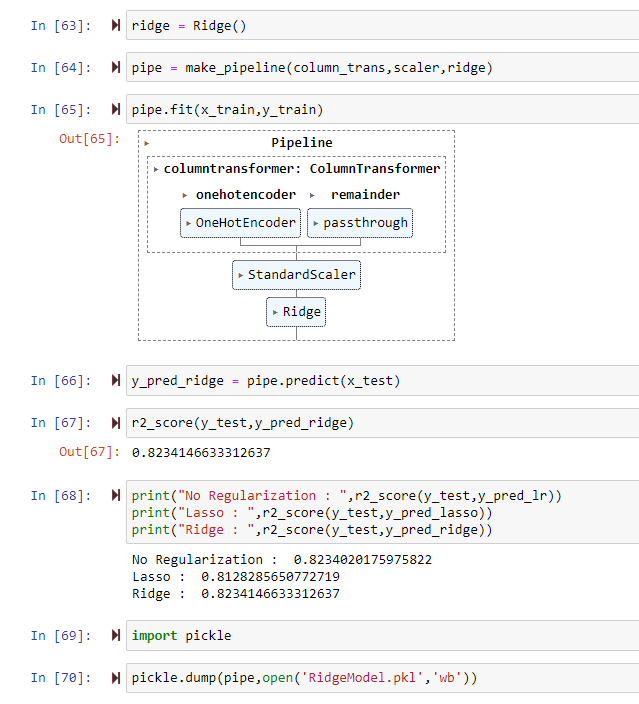 In [63]: ridge = Ridge()
In [64]: pipe = make_pipeline(column_trans,scaler,ridge)
In [65]: pipe.fit(x_train,y_train)
Out[65]:
Pipeline
columntransformer: ColumnTransformer
onehotencoder remainder
OneHotEncoder passthrough
StandardScaler
Ridge
In [66]: y_pred_ridge = pipe.predict(x_test)
In [67]: r2_score(y_test,y_pred_ridge)
Out[67]: 0.8234146633312637
In [68]: print("No Regularization : ",r2_score(y_test,y_pred_lr))
print("Lasso : ",r2_score(y_test,y_pred_lasso))
print("Ridge : ",r2_score(y_test,y_pred_ridge))
No Regularization :  0.8234020175975822
Lasso :  0.8128285650772719
Ridge :  0.8234146633312637
In [69]: import pickle
In [70]: pickle.dump(pipe,open('RidgeModel.pkl','wb'))